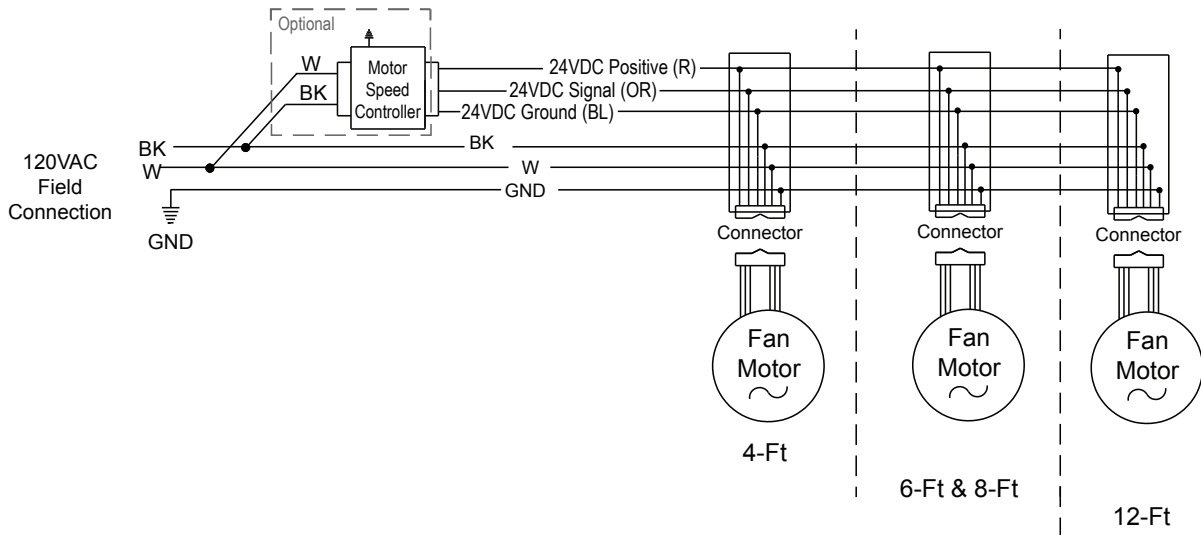 Optional
W
BK
Motor
Speed
Controller
24VDC Positive (R)
24VDC Signal (OR)
24VDC Ground (BL)
120VAC
Field
Connection
BK
W
BK
W
GND
GND
Connector
Connector
Connector
Fan
Motor
Fan
Motor
Fan
Motor
4-Ft
6-Ft & 8-Ft
12-Ft